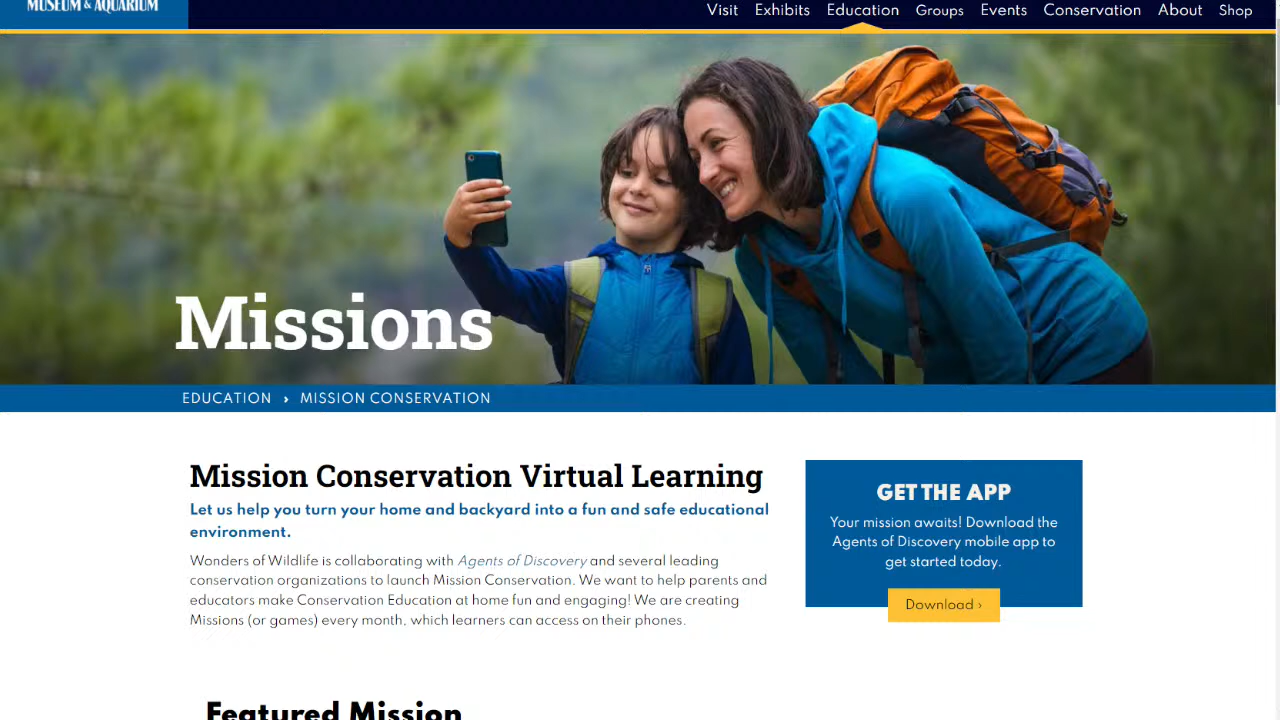 MUSEUM & AQUARIUM
Visit Exhibits Education Groups Events Conservation About Shop
Missions
EDUCATION › MISSION CONSERVATION
Mission Conservation Virtual Learning
Let us help you turn your home and backyard into a fun and safe educational
environment.
Wonders of Wildlife is collaborating with Agents of Discovery and several leading
conservation organizations to launch Mission Conservation. We want to help parents and
educators make Conservation Education at home fun and engaging! We are creating
Missions (or games) every month, which learners can access on their phones.
GET THE APP
Your mission awaits! Download the
Agents of Discovery mobile app to
get started today.
Download ›
Featured Mission